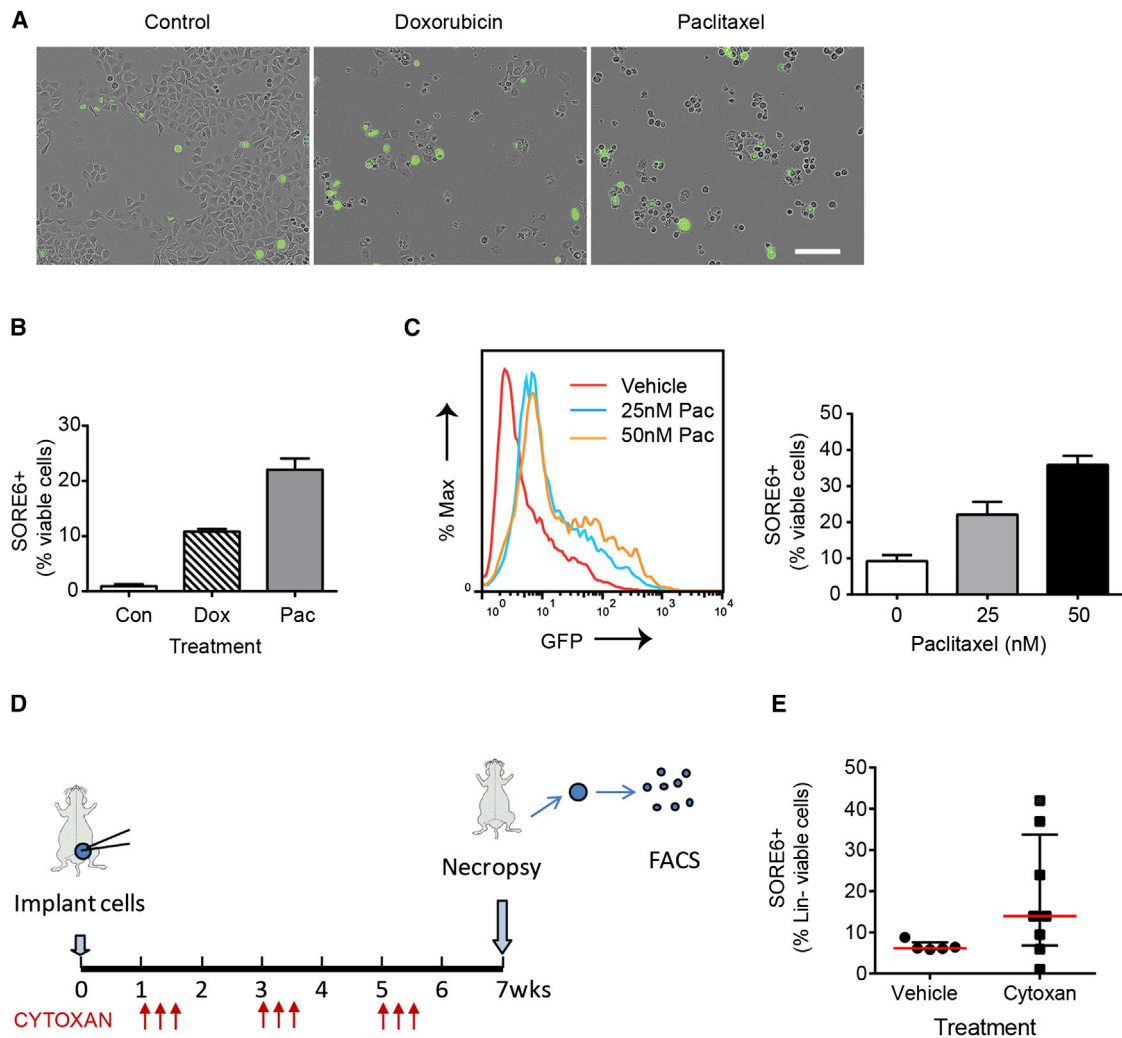 A
Control
Doxorubicin
Paclitaxel
B
SORE6+
(% viable cells)
30
20
10
0
Con
Dox
Pac
Treatment
C
% Max
0
Vehicle
25nM Pac
50nM Pac
10^0
10^1
10^2
10^3
10^4
GFP
SORE6+
(% viable cells)
50
40
30
20
10
0
0
25
50
Paclitaxel (nM)
D
Implant cells
Necropsy
FACS
0
1
2
3
4
5
6
7wks
CYTOXAN
E
SORE6+
(% Lin- viable cells)
50
40
30
20
10
0
Vehicle
Cytoxan
Treatment